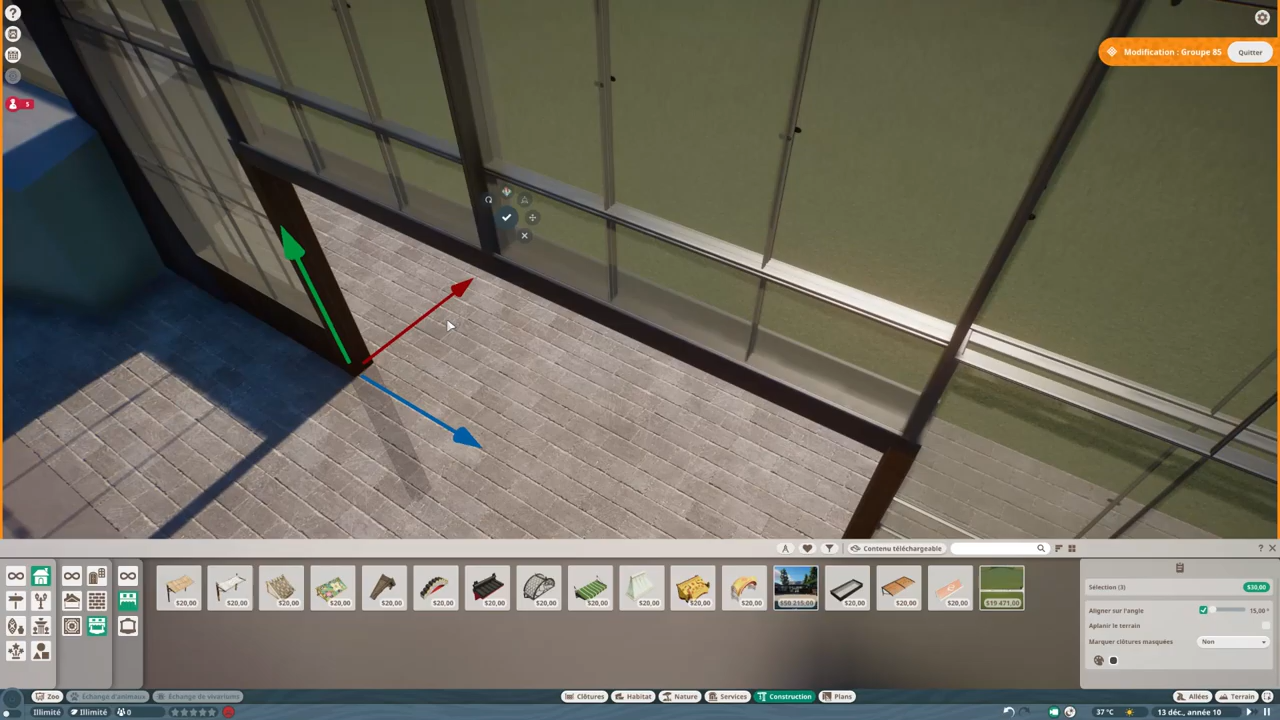 ?
Modification : Groupe 85 Quitter
5
A
Contenu téléchargeable
? ×
$20,00 $20,00 $20,00 $20,00 $20,00 $20,00 $20,00 $20,00 $20,00 $20,00 $20,00 $20,00 $50 215,00 $20,00 $20,00 $20,00 $19 471,00
Sélection (3) $30,00
Aligner sur l'angle 15,00 °
Aplanir le terrain
Marquer clôtures masquées Non
Zoo Échange d'animaux Échange de vivariums Clôtures Habitat Nature Services Construction Plans Allées Terrain
Illimité Illimité 0 37 °C 13 déc., année 10